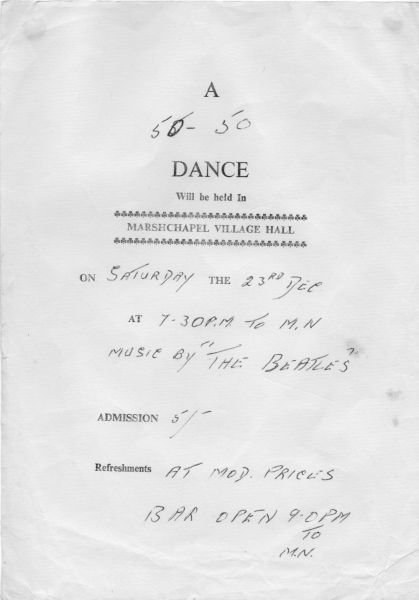 A
50 - 50
DANCE
Will be held In
MARSHCHAPEL VILLAGE HALL
ON SATURDAY THE 23RD DEC
AT 7-30P.M. TO M.N
MUSIC BY "THE BEATLES"
ADMISSION 5/-
Refreshments AT MOD. PRICES
BAR OPEN 9-0PM
TO
M.N.